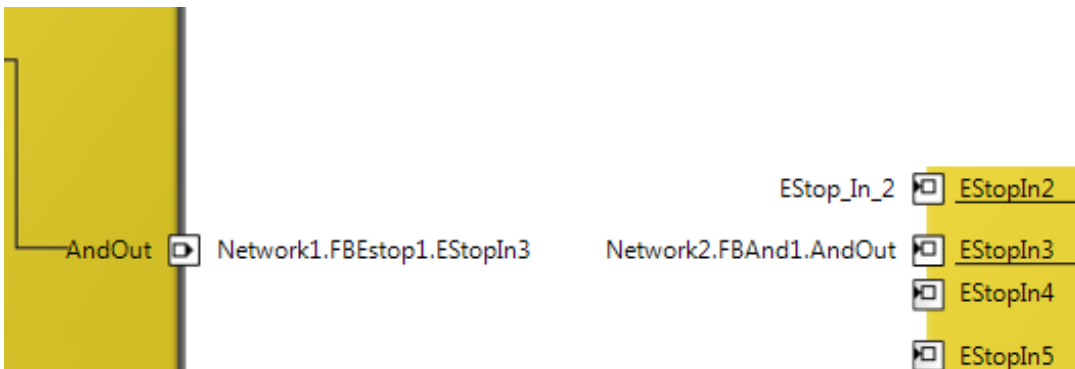 AndOut
Network1.FBEstop1.EStopIn3
EStop_In_2
EStopIn2
Network2.FBAnd1.AndOut
EStopIn3
EStopIn4
EStopIn5